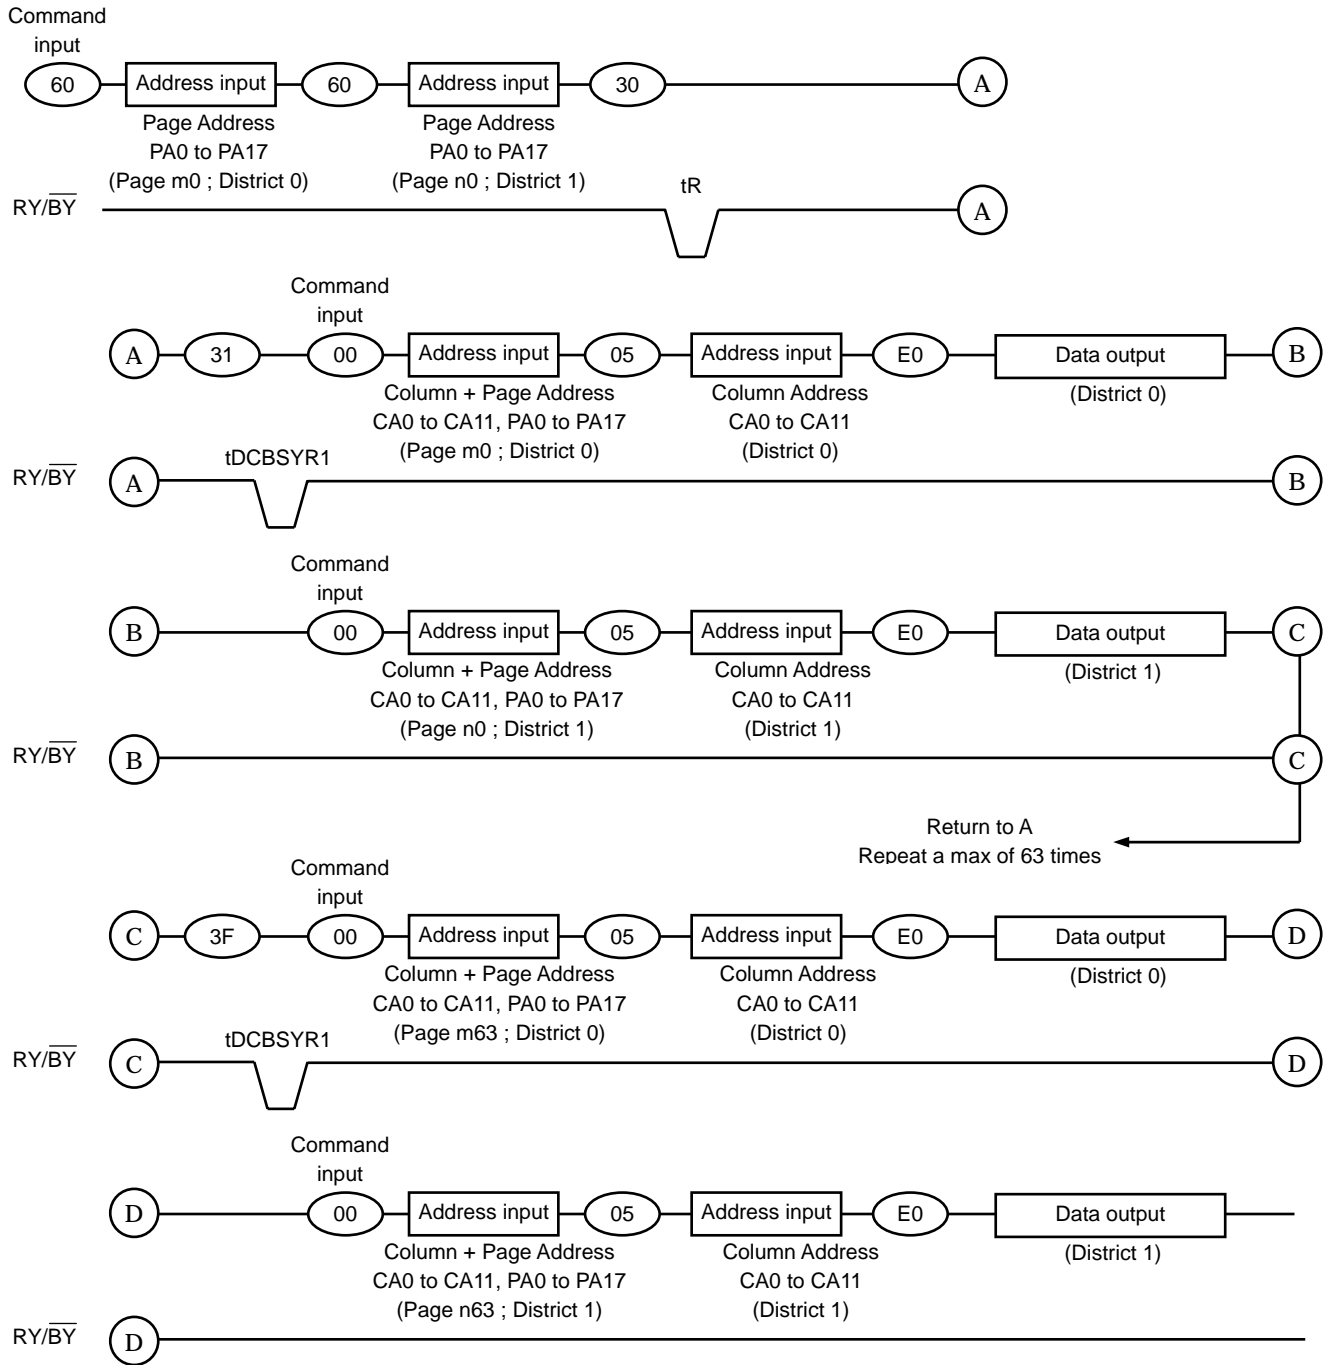 Command
input
60 Address input 60 Address input 30 A
Page Address Page Address
PA0 to PA17 PA0 to PA17
(Page m0 ; District 0) (Page n0 ; District 1)
tR
RY/BY A
Command
input
A 31 00 Address input 05 Address input E0 Data output B
Column + Page Address Column Address (District 0)
CA0 to CA11, PA0 to PA17 CA0 to CA11
(Page m0 ; District 0) (District 0)
tDCBSYR1
RY/BY A B
Command
input
B 00 Address input 05 Address input E0 Data output C
Column + Page Address Column Address (District 1)
CA0 to CA11, PA0 to PA17 CA0 to CA11
(Page n0 ; District 1) (District 1)
RY/BY B C
Return to A
Repeat a max of 63 times
Command
input
C 3F 00 Address input 05 Address input E0 Data output D
Column + Page Address Column Address (District 0)
CA0 to CA11, PA0 to PA17 CA0 to CA11
(Page m63 ; District 0) (District 0)
tDCBSYR1
RY/BY C D
Command
input
D 00 Address input 05 Address input E0 Data output
Column + Page Address Column Address (District 1)
CA0 to CA11, PA0 to PA17 CA0 to CA11
(Page n63 ; District 1) (District 1)
RY/BY D